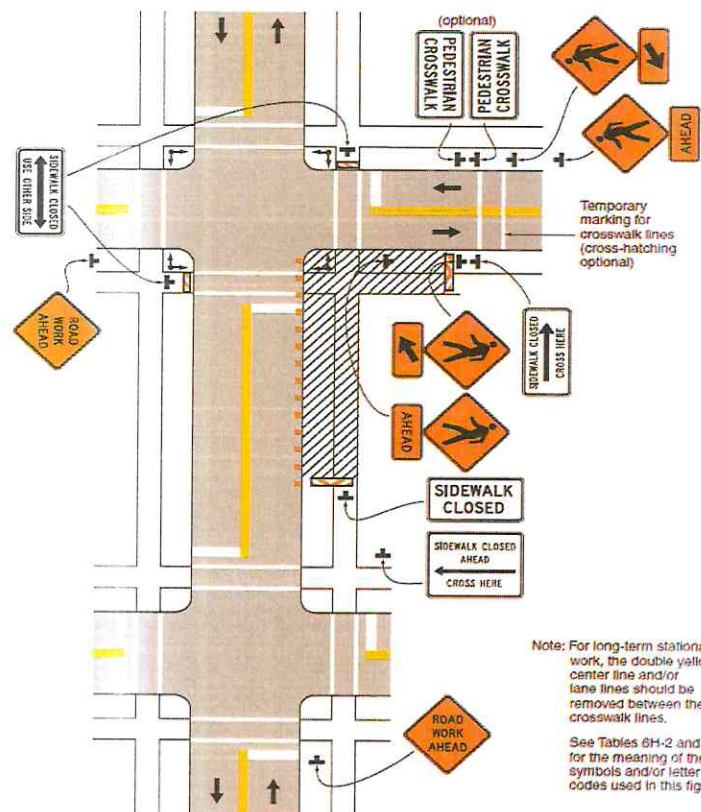 (optional)
PEDESTRIAN
CROSSWALK
PEDESTRIAN
CROSSWALK
AHEAD
SIDEWALK CLOSED
USE OTHER SIDE
Temporary
marking for
crosswalk lines
(cross-hatching
optional)
ROAD
WORK
AHEAD
SIDEWALK CLOSED
CROSS HERE
AHEAD
SIDEWALK
CLOSED
SIDEWALK CLOSED
AHEAD
CROSS HERE
ROAD
WORK
AHEAD
Note: For long-term stationa
work, the double yello
center line and/or
lane lines should be
removed between the
crosswalk lines.
See Tables 6H-2 and
for the meaning of the
symbols and/or letter
codes used in this fig